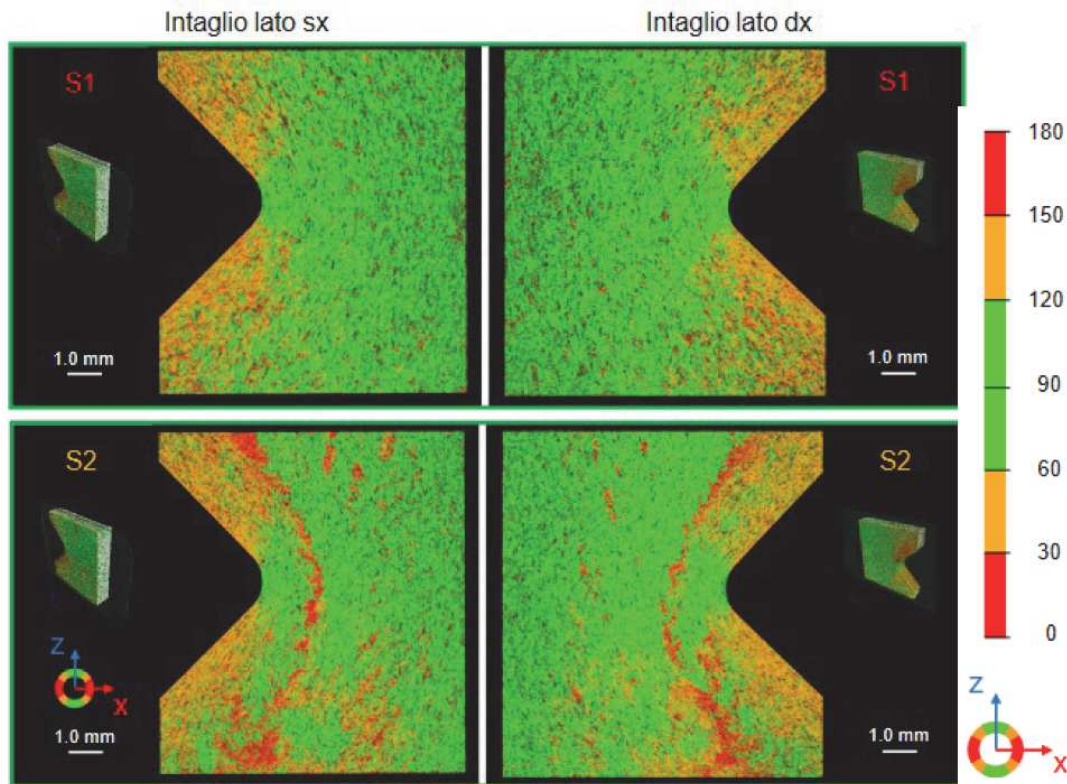 Intaglio lato sx
Intaglio lato dx
S1
1.0 mm
S1
1.0 mm
S2
Z
X
1.0 mm
S2
1.0 mm
180
150
120
90
60
30
0
Z
X